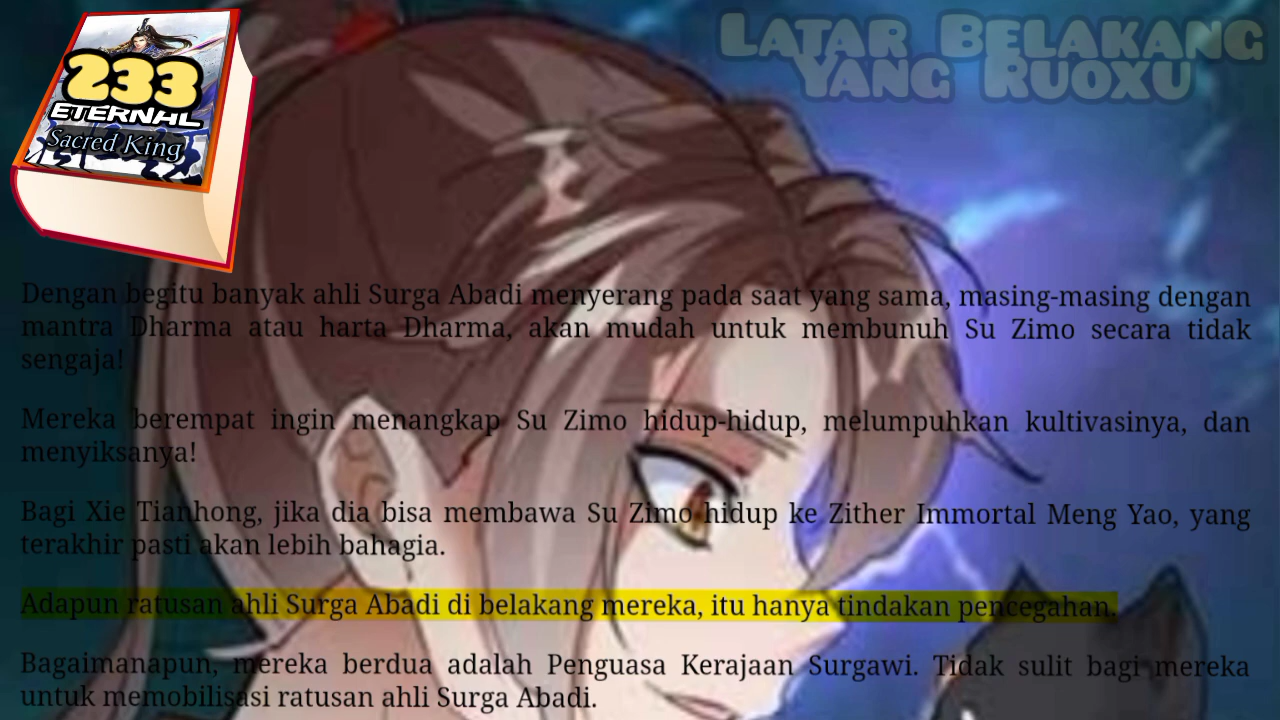 233
ETERNAL
Sacred King
LATAR BELAKANG
YANG RUOXU
Dengan begitu banyak ahli Surga Abadi menyerang pada saat yang sama, masing-masing dengan
mantra Dharma atau harta Dharma, akan mudah untuk membunuh Su Zimo secara tidak
sengaja!
Mereka berempat ingin menangkap Su Zimo hidup-hidup, melumpuhkan kultivasinya, dan
menyiksanya!
Bagi Xie Tianhong, jika dia bisa membawa Su Zimo hidup ke Zither Immortal Meng Yao, yang
terakhir pasti akan lebih bahagia.
Adapun ratusan ahli Surga Abadi di belakang mereka, itu hanya tindakan pencegahan.
Bagaimanapun, mereka berdua adalah Penguasa Kerajaan Surgawi. Tidak sulit bagi mereka
untuk memobilisasi ratusan ahli Surga Abadi.